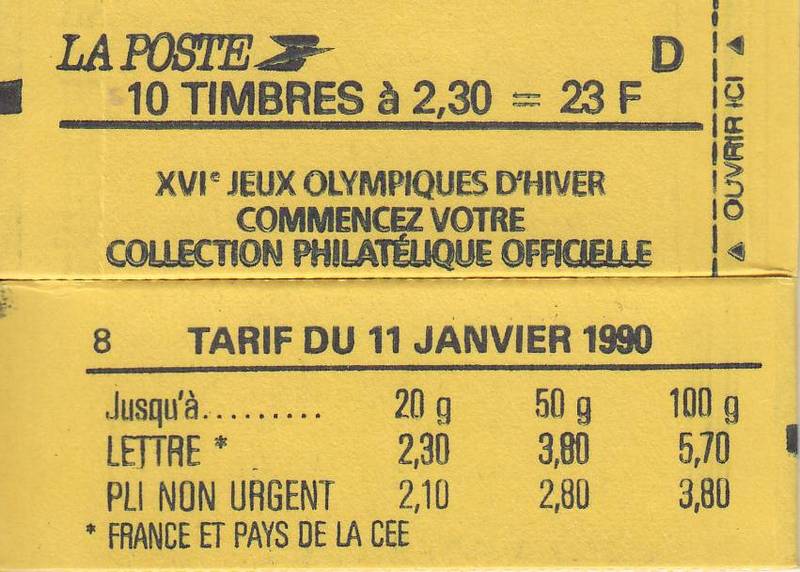 LA POSTE D
10 TIMBRES à 2,30 = 23 F
OUVRIR ICI
XVIe JEUX OLYMPIQUES D'HIVER
COMMENCEZ VOTRE
COLLECTION PHILATÉLIQUE OFFICIELLE
8 TARIF DU 11 JANVIER 1990
Jusqu'à......... 20 g 50 g 100 g
LETTRE * 2,30 3,80 5,70
PLI NON URGENT 2,10 2,80 3,80
* FRANCE ET PAYS DE LA CEE